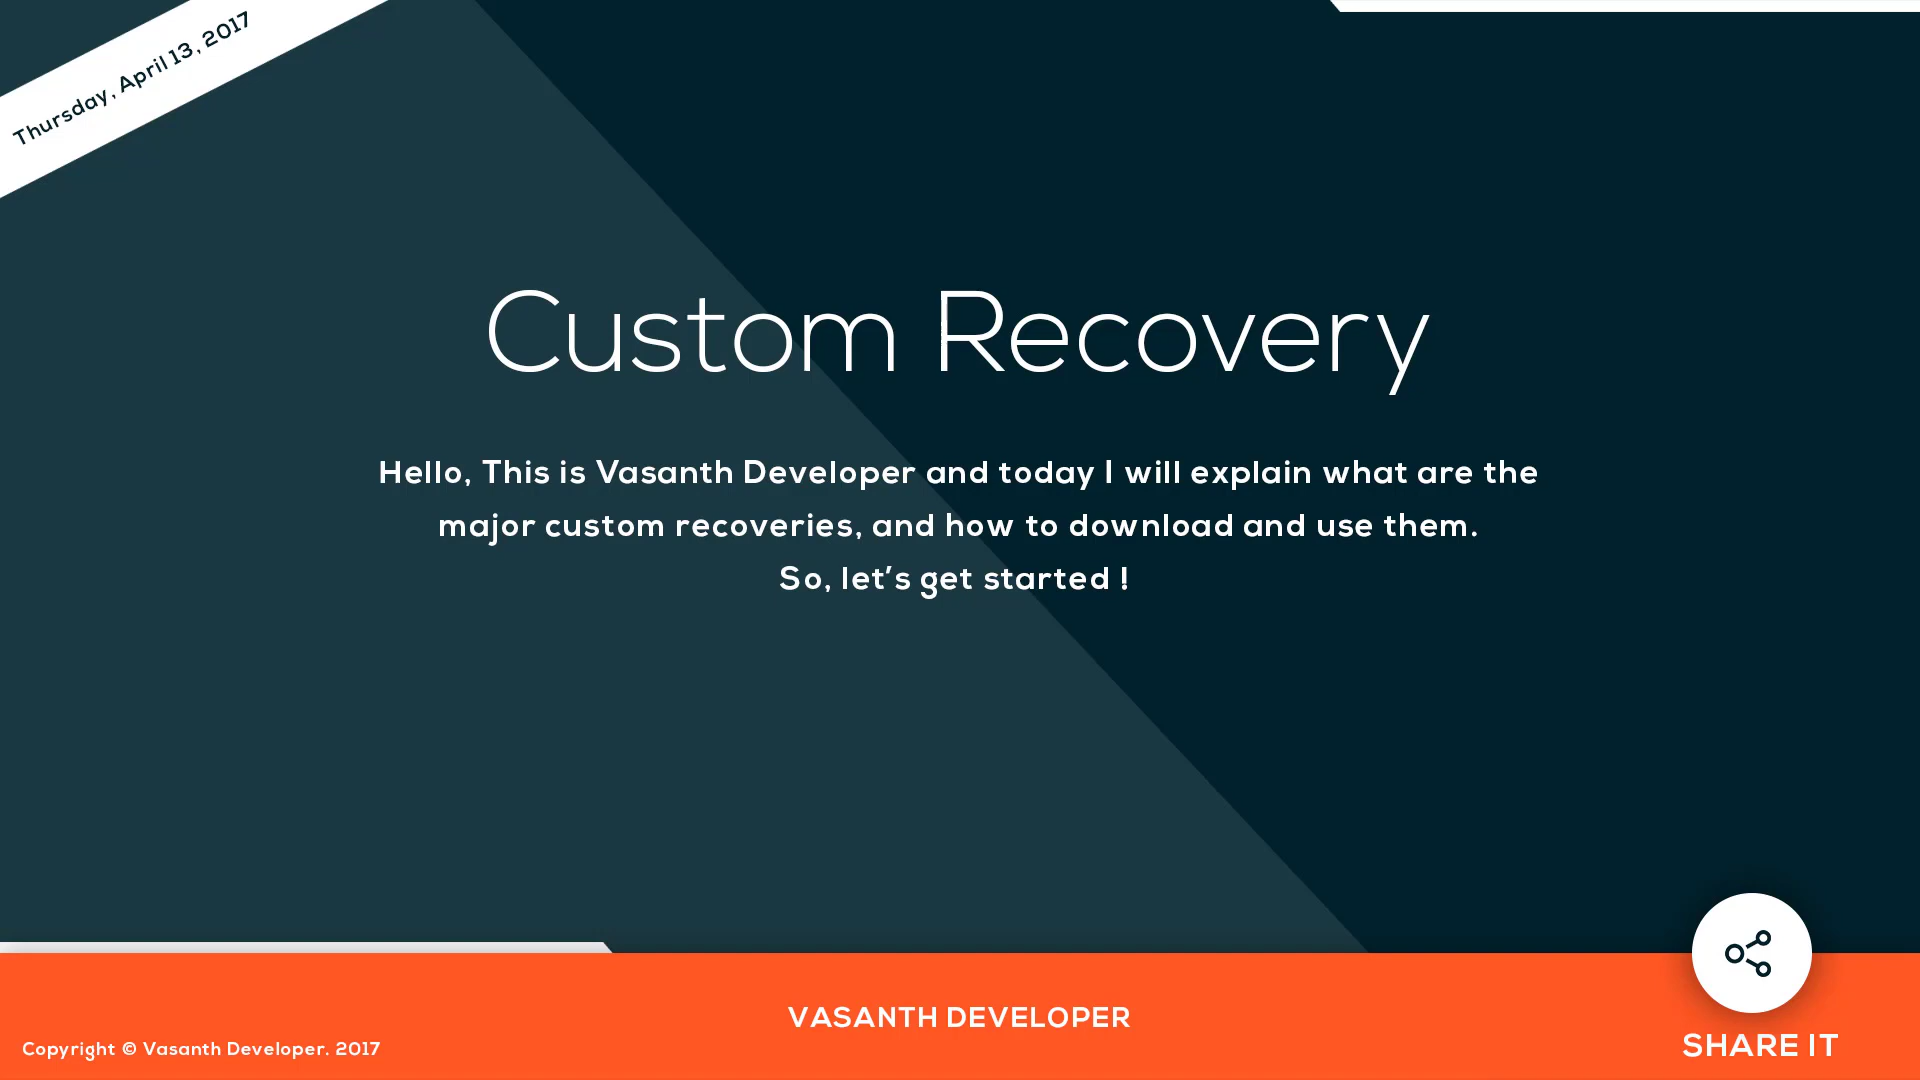 Thursday, April 13, 2017
Custom Recovery
Hello, This is Vasanth Developer and today I will explain what are the
major custom recoveries, and how to download and use them.
So, let's get started !
VASANTH DEVELOPER
Copyright © Vasanth Developer. 2017
SHARE IT